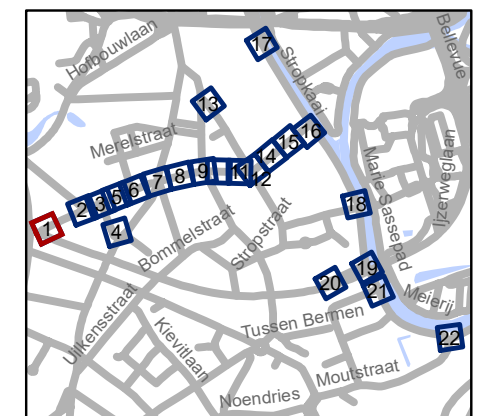 Hofbouwlaan
Bellevue
17
Stropkaai
13
Merelstraat
16
15
14
Ijzerweglaan
11
12
9
8
7
6
5
3
2
Marie Sassepad
18
1
4
Bommelstraat
Stropstraat
19
20
21
Meierij
Uilkensstraat
Tussen Bermen
22
Kievitlaan
Moutstraat
Noendries